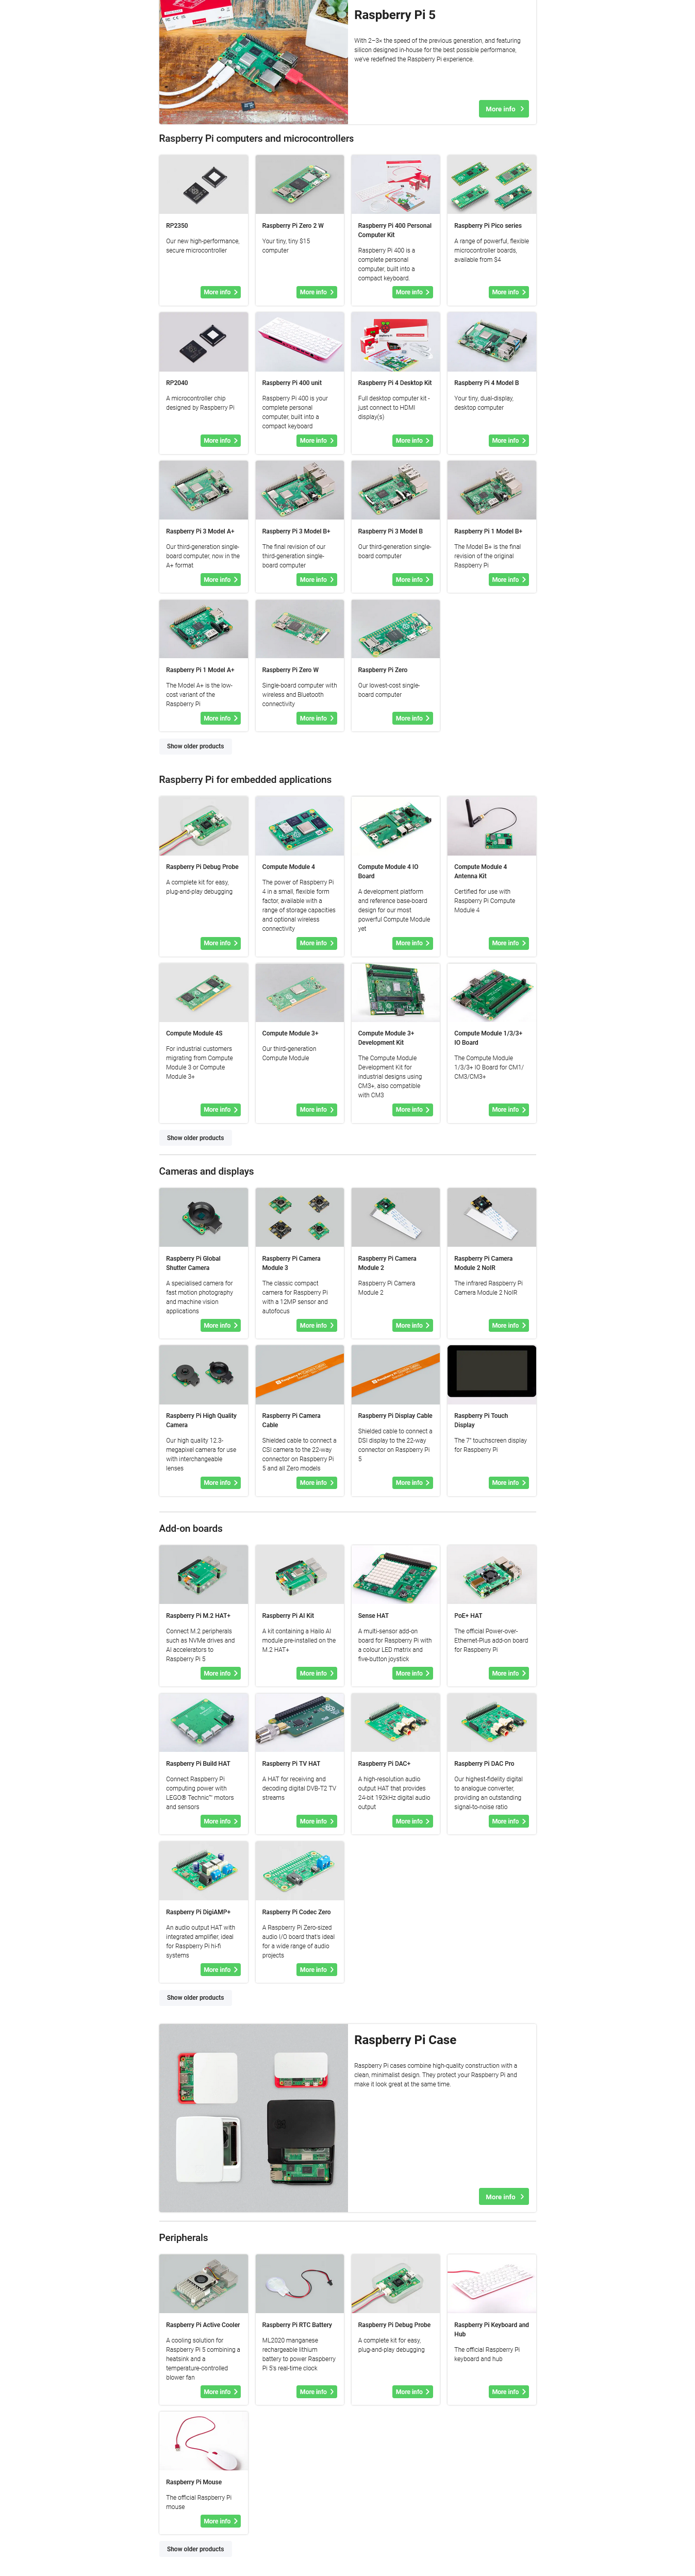 Raspberry Pi 5
With 2–3× the speed of the previous generation, and featuring
silicon designed in-house for the best possible performance,
we've redefined the Raspberry Pi experience.
More info
Raspberry Pi computers and microcontrollers
RP2350
Our new high-performance,
secure microcontroller
More info
Raspberry Pi Zero 2 W
Your tiny, tiny $15
computer
More info
Raspberry Pi 400 Personal
Computer Kit
Raspberry Pi 400 is a
complete personal
computer, built into a
compact keyboard.
More info
Raspberry Pi Pico series
A range of powerful, flexible
microcontroller boards,
available from $4
More info
RP2040
A microcontroller chip
designed by Raspberry Pi
More info
Raspberry Pi 400 unit
Raspberry Pi 400 is your
complete personal
computer, built into a
compact keyboard
More info
Raspberry Pi 4 Desktop Kit
Full desktop computer kit -
just connect to HDMI
display(s)
More info
Raspberry Pi 4 Model B
Your tiny, dual-display,
desktop computer
More info
Raspberry Pi 3 Model A+
Our third-generation single-
board computer, now in the
A+ format
More info
Raspberry Pi 3 Model B+
The final revision of our
third-generation single-
board computer
More info
Raspberry Pi 3 Model B
Our third-generation single-
board computer
More info
Raspberry Pi 1 Model B+
The Model B+ is the final
revision of the original
Raspberry Pi
More info
Raspberry Pi 1 Model A+
The Model A+ is the low-
cost variant of the
Raspberry Pi
More info
Raspberry Pi Zero W
Single-board computer with
wireless and Bluetooth
connectivity
More info
Raspberry Pi Zero
Our lowest-cost single-
board computer
More info
Show older products
Raspberry Pi for embedded applications
Raspberry Pi Debug Probe
A complete kit for easy,
plug-and-play debugging
More info
Compute Module 4
The power of Raspberry Pi
4 in a small, flexible form
factor, available with a
range of storage capacities
and optional wireless
connectivity
More info
Compute Module 4 IO
Board
A development platform
and reference base-board
design for our most
powerful Compute Module
yet
More info
Compute Module 4
Antenna Kit
Certified for use with
Raspberry Pi Compute
Module 4
More info
Compute Module 4S
For industrial customers
migrating from Compute
Module 3 or Compute
Module 3+
More info
Compute Module 3+
Our third-generation
Compute Module
More info
Compute Module 3+
Development Kit
The Compute Module
Development Kit for
industrial designs using
CM3+, also compatible
with CM3
More info
Compute Module 1/3/3+
IO Board
The Compute Module
1/3/3+ IO Board for CM1/
CM3/CM3+
More info
Show older products
Cameras and displays
Raspberry Pi Global
Shutter Camera
A specialised camera for
fast motion photography
and machine vision
applications
More info
Raspberry Pi Camera
Module 3
The classic compact
camera for Raspberry Pi
with a 12MP sensor and
autofocus
More info
Raspberry Pi Camera
Module 2
Raspberry Pi Camera
Module 2
More info
Raspberry Pi Camera
Module 2 NoIR
The infrared Raspberry Pi
Camera Module 2 NoIR
More info
Raspberry Pi High Quality
Camera
Our high quality 12.3-
megapixel camera for use
with interchangeable
lenses
More info
Raspberry Pi Camera
Cable
Shielded cable to connect a
CSI camera to the 22-way
connector on Raspberry Pi
5 and all Zero models
More info
Raspberry Pi Display Cable
Shielded cable to connect a
DSI display to the 22-way
connector on Raspberry Pi
5
More info
Raspberry Pi Touch
Display
The 7" touchscreen display
for Raspberry Pi
More info
Add-on boards
Raspberry Pi M.2 HAT+
Connect M.2 peripherals
such as NVMe drives and
AI accelerators to
Raspberry Pi 5
More info
Raspberry Pi AI Kit
A kit containing a Hailo AI
module pre-installed on the
M.2 HAT+
More info
Sense HAT
A multi-sensor add-on
board for Raspberry Pi with
a colour LED matrix and
five-button joystick
More info
PoE+ HAT
The official Power-over-
Ethernet-Plus add-on board
for Raspberry Pi
More info
Raspberry Pi Build HAT
Connect Raspberry Pi
computing power with
LEGO® Technic™ motors
and sensors
More info
Raspberry Pi TV HAT
A HAT for receiving and
decoding digital DVB-T2 TV
streams
More info
Raspberry Pi DAC+
A high-resolution audio
output HAT that provides
24-bit 192kHz digital audio
output
More info
Raspberry Pi DAC Pro
Our highest-fidelity digital
to analogue converter,
providing an outstanding
signal-to-noise ratio
More info
Raspberry Pi DigiAMP+
An audio output HAT with
integrated amplifier, ideal
for Raspberry Pi hi-fi
systems
More info
Raspberry Pi Codec Zero
A Raspberry Pi Zero-sized
audio I/O board that's ideal
for a wide range of audio
projects
More info
Show older products
Raspberry Pi Case
Raspberry Pi cases combine high-quality construction with a
clean, minimalist design. They protect your Raspberry Pi and
make it look great at the same time.
More info
Peripherals
Raspberry Pi Active Cooler
A cooling solution for
Raspberry Pi 5 combining a
heatsink and a
temperature-controlled
blower fan
More info
Raspberry Pi RTC Battery
ML2020 manganese
rechargeable lithium
battery to power Raspberry
Pi 5's real-time clock
More info
Raspberry Pi Debug Probe
A complete kit for easy,
plug-and-play debugging
More info
Raspberry Pi Keyboard and
Hub
The official Raspberry Pi
keyboard and hub
More info
Raspberry Pi Mouse
The official Raspberry Pi
mouse
More info
Show older products